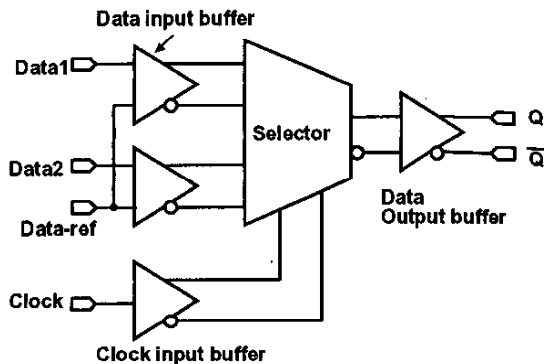 Data input buffer
Data1
Selector
Q
Q̅
Data2
Data
Output buffer
Data-ref
Clock
Clock input buffer